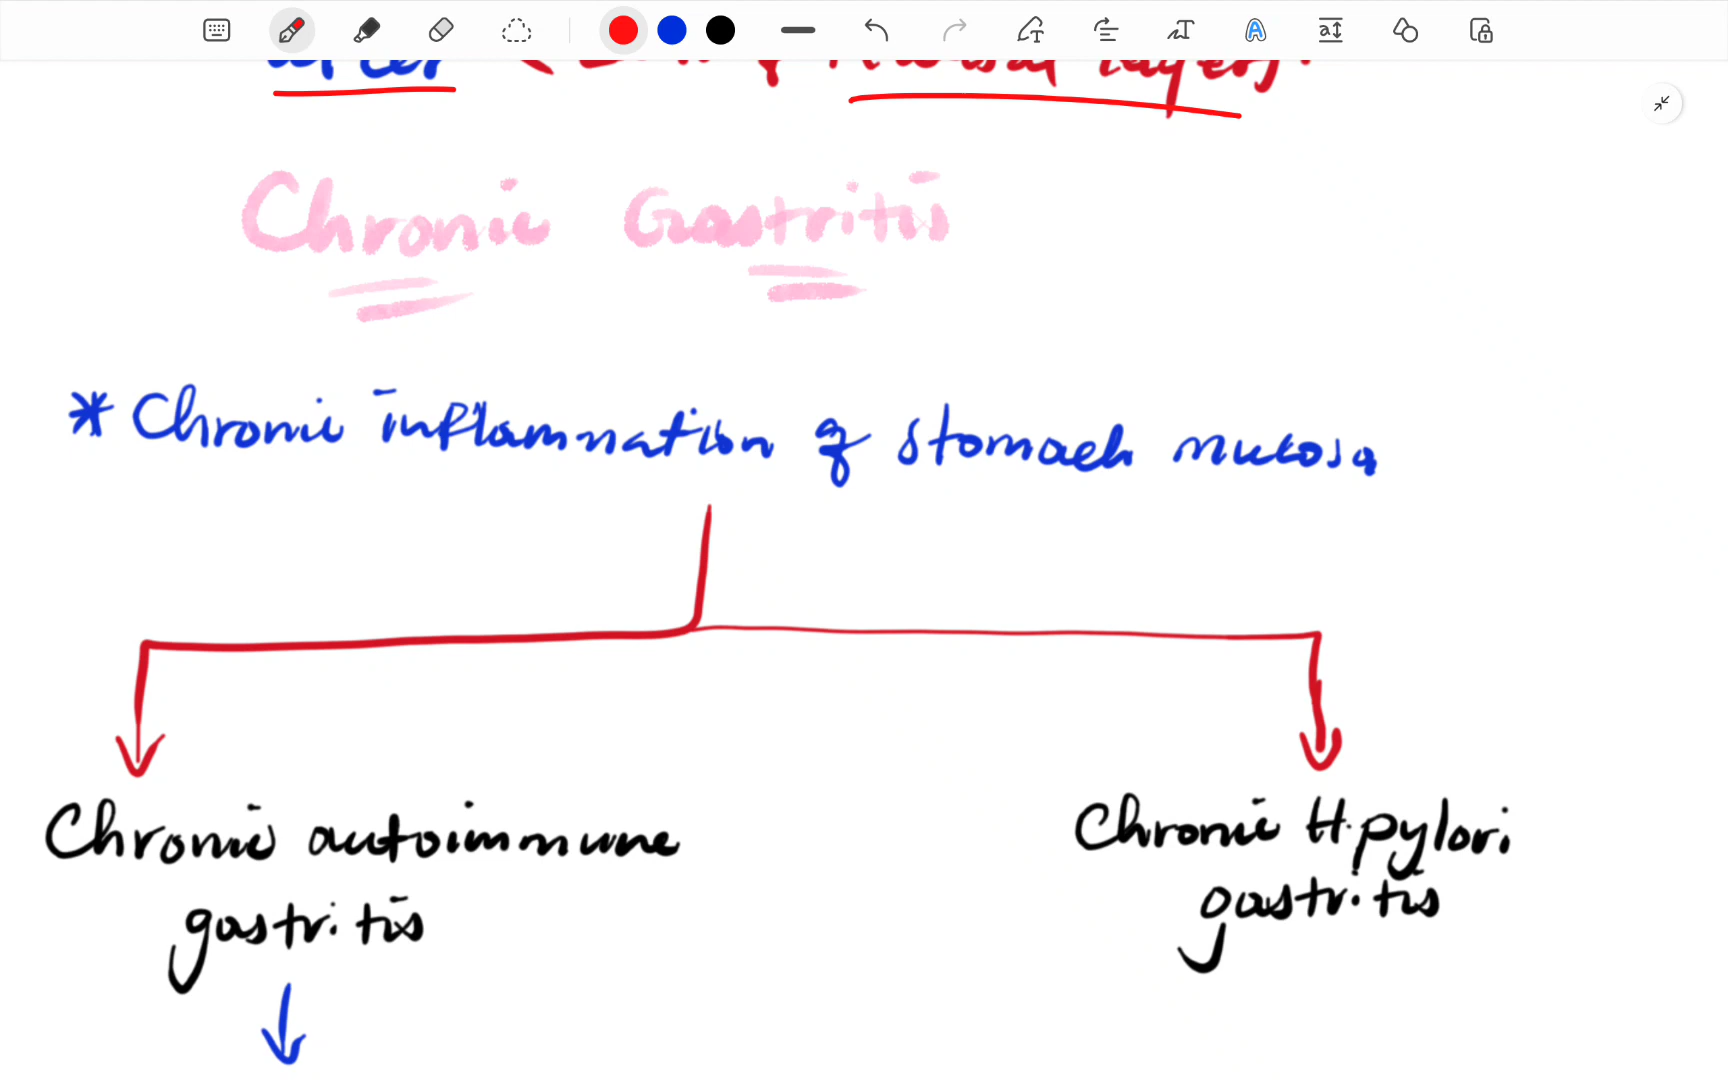 Chronic Gastritis
* Chronic inflammation of stomach mucosa
Chronic autoimmune
gastritis
Chronic H.pylori
gastritis